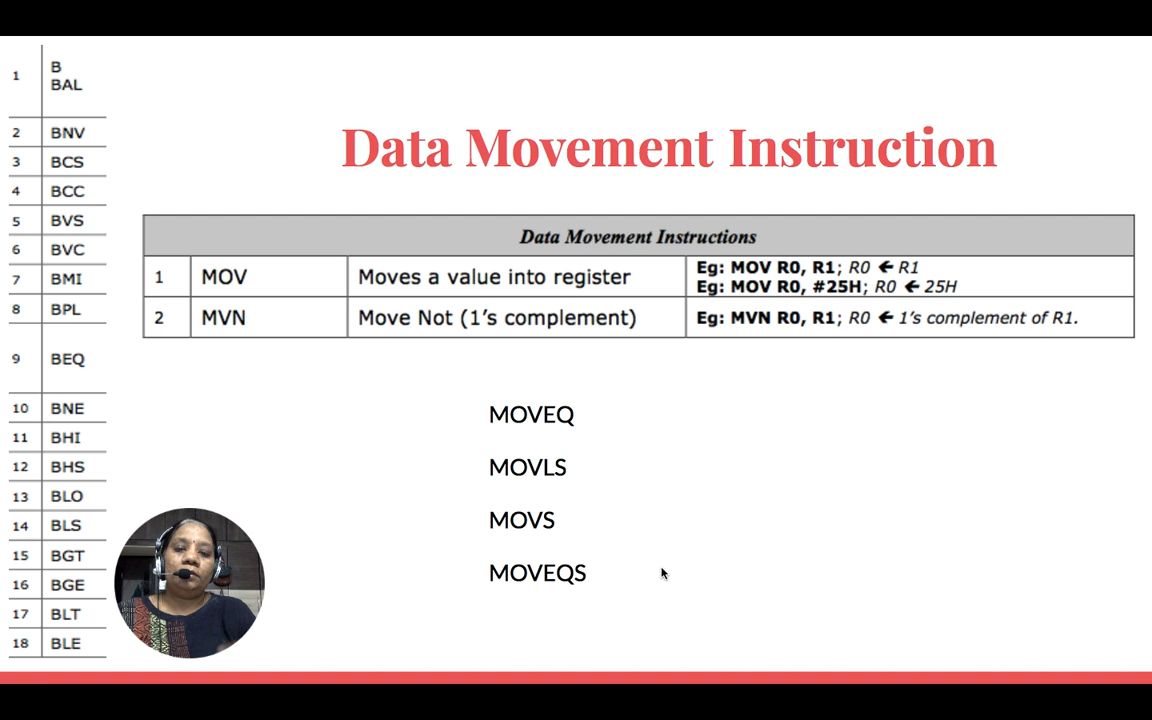 1 B
BAL
2 BNV
3 BCS
4 BCC
5 BVS
6 BVC
7 BMI
8 BPL
9 BEQ
10 BNE
11 BHI
12 BHS
13 BLO
14 BLS
15 BGT
16 BGE
17 BLT
18 BLE
Data Movement Instruction
Data Movement Instructions
1 MOV Moves a value into register Eg: MOV R0, R1; R0 ← R1
Eg: MOV R0, #25H; R0 ← 25H
2 MVN Move Not (1's complement) Eg: MVN R0, R1; R0 ← 1's complement of R1.
MOVEQ
MOVLS
MOVS
MOVEQS